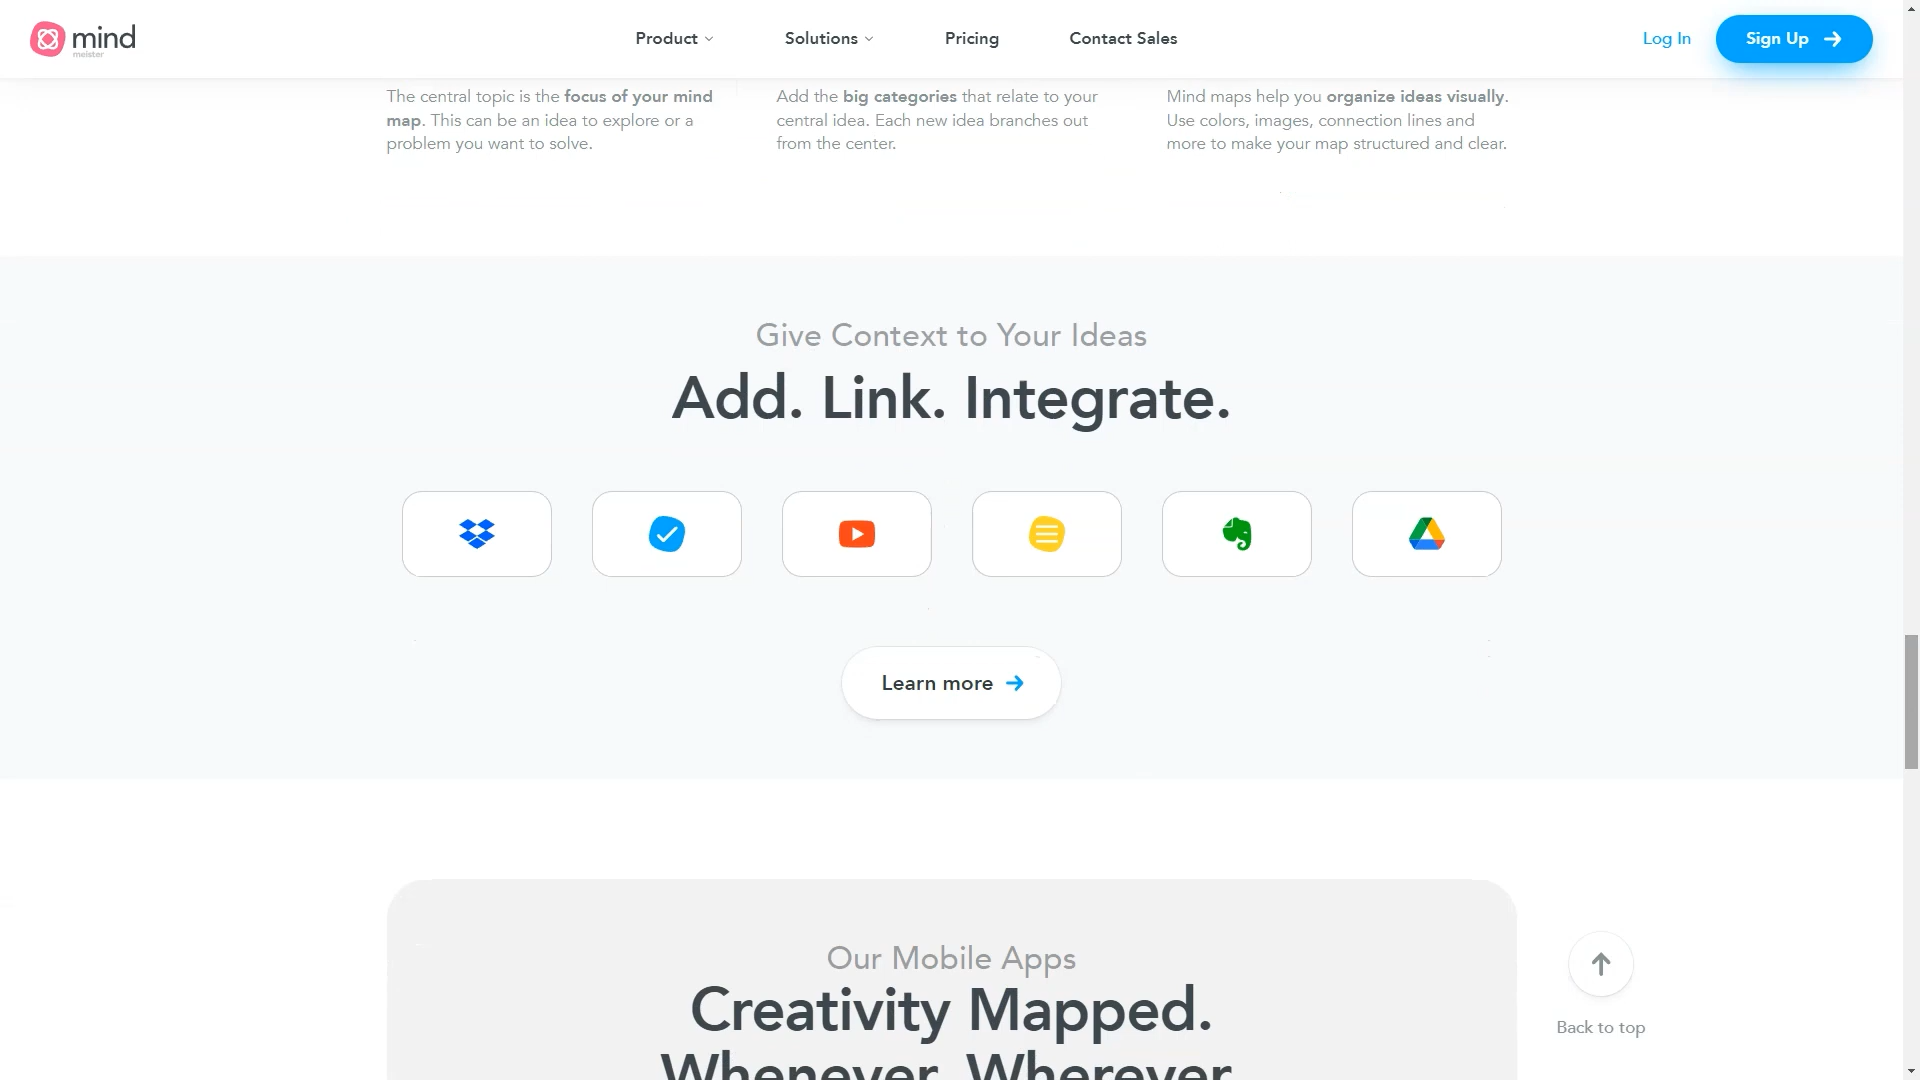 mind
meister
Product
Solutions
Pricing
Contact Sales
Log In
Sign Up
The central topic is the focus of your mind
map. This can be an idea to explore or a
problem you want to solve.
Add the big categories that relate to your
central idea. Each new idea branches out
from the center.
Mind maps help you organize ideas visually.
Use colors, images, connection lines and
more to make your map structured and clear.
Give Context to Your Ideas
Add. Link. Integrate.
Learn more
Our Mobile Apps
Creativity Mapped.
Whenever. Wherever.
Back to top